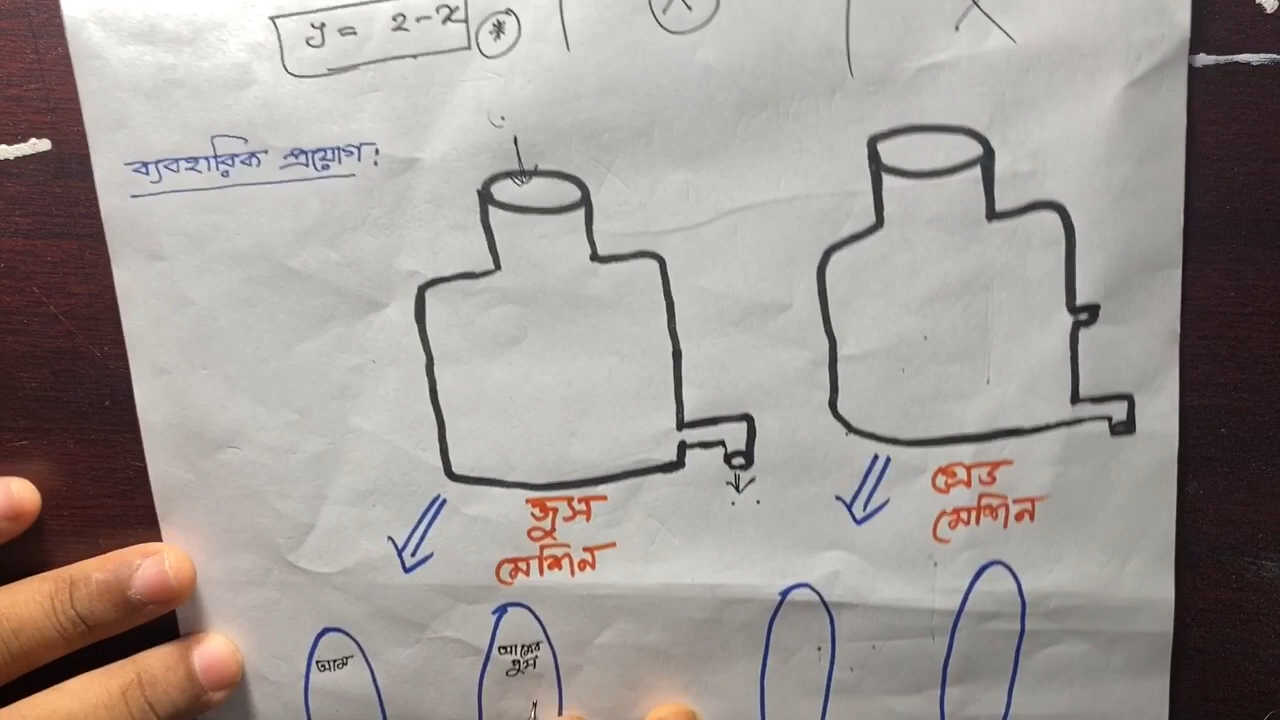 y = 2-x *
ব্যবহারিক প্রয়োগ:
জুস
মেশিন
গ্রেড
মেশিন
আম
আমের
জুস